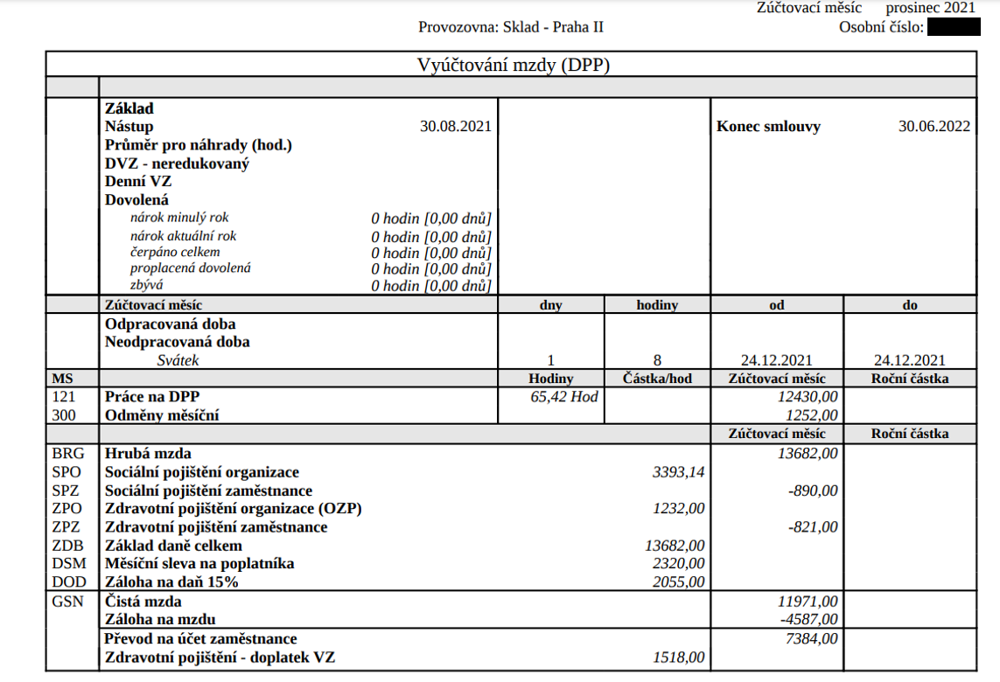 Zúčtovací měsíc prosinec 2021
Provozovna: Sklad - Praha II Osobní číslo:
Vyúčtování mzdy (DPP)
Základ
Nástup 30.08.2021 Konec smlouvy 30.06.2022
Průměr pro náhrady (hod.)
DVZ - neredukovaný
Denní VZ
Dovolená
nárok minulý rok 0 hodin [0,00 dnů]
nárok aktuální rok 0 hodin [0,00 dnů]
čerpáno celkem 0 hodin [0,00 dnů]
proplacená dovolená 0 hodin [0,00 dnů]
zbývá 0 hodin [0,00 dnů]
Zúčtovací měsíc dny hodiny od do
Odpracovaná doba
Neodpracovaná doba
Svátek 1 8 24.12.2021 24.12.2021
MS Hodiny Částka/hod Zúčtovací měsíc Roční částka
121 Práce na DPP 65,42 Hod 12430,00
300 Odměny měsíční 1252,00
Zúčtovací měsíc Roční částka
BRG Hrubá mzda 13682,00
SPO Sociální pojištění organizace 3393,14
SPZ Sociální pojištění zaměstnance -890,00
ZPO Zdravotní pojištění organizace (OZP) 1232,00
ZPZ Zdravotní pojištění zaměstnance -821,00
ZDB Základ daně celkem 13682,00
DSM Měsíční sleva na poplatníka 2320,00
DOD Záloha na daň 15% 2055,00
GSN Čistá mzda 11971,00
Záloha na mzdu -4587,00
Převod na účet zaměstnance 7384,00
Zdravotní pojištění - doplatek VZ 1518,00